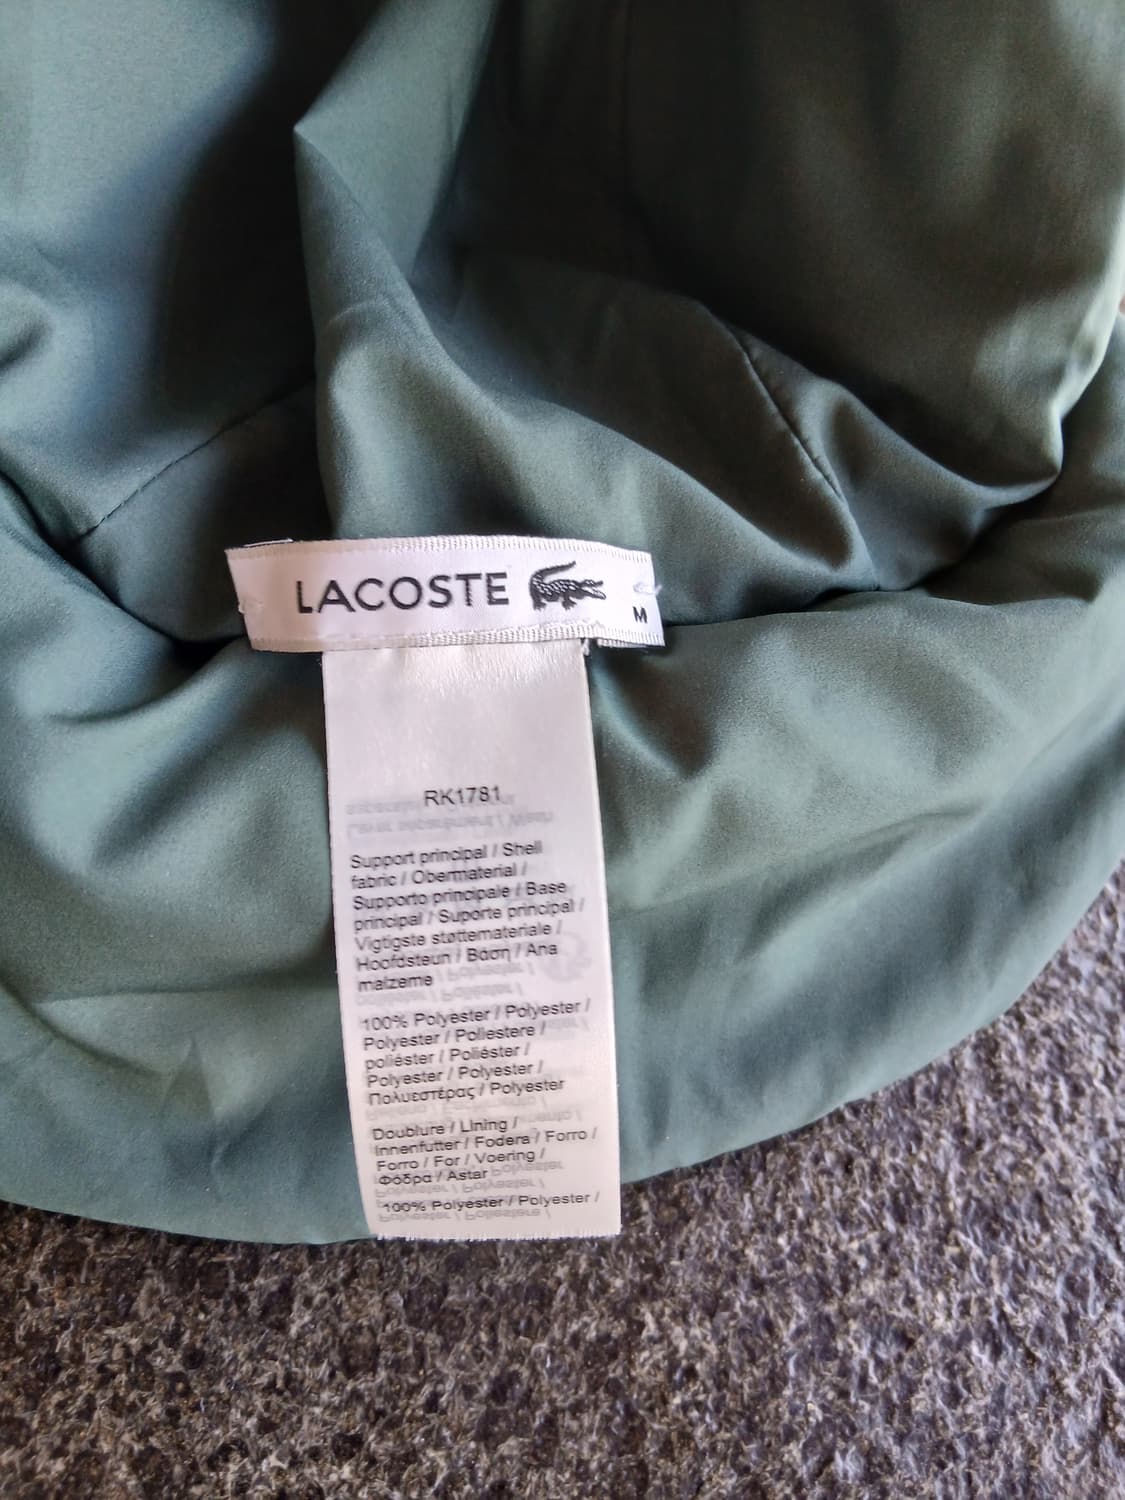 LACOSTE
M
RK1781
Support principal / Shell
fabric / Obermaterial /
Supporto principale / Base
principal / Suporte principal /
Vigtigste støttemateriale /
Hoofdsteun / Βάση / Ana
malzeme
100% Polyester / Polyester /
Polyester / Poliestere /
poliéster / Poliéster /
Polyester / Polyester /
Πολυεστέρας / Polyester
Doublure / Lining /
Innenfutter / Fodera / Forro /
Forro / For / Voering /
Φόδρα / Astar
100% Polyester / Polyester /